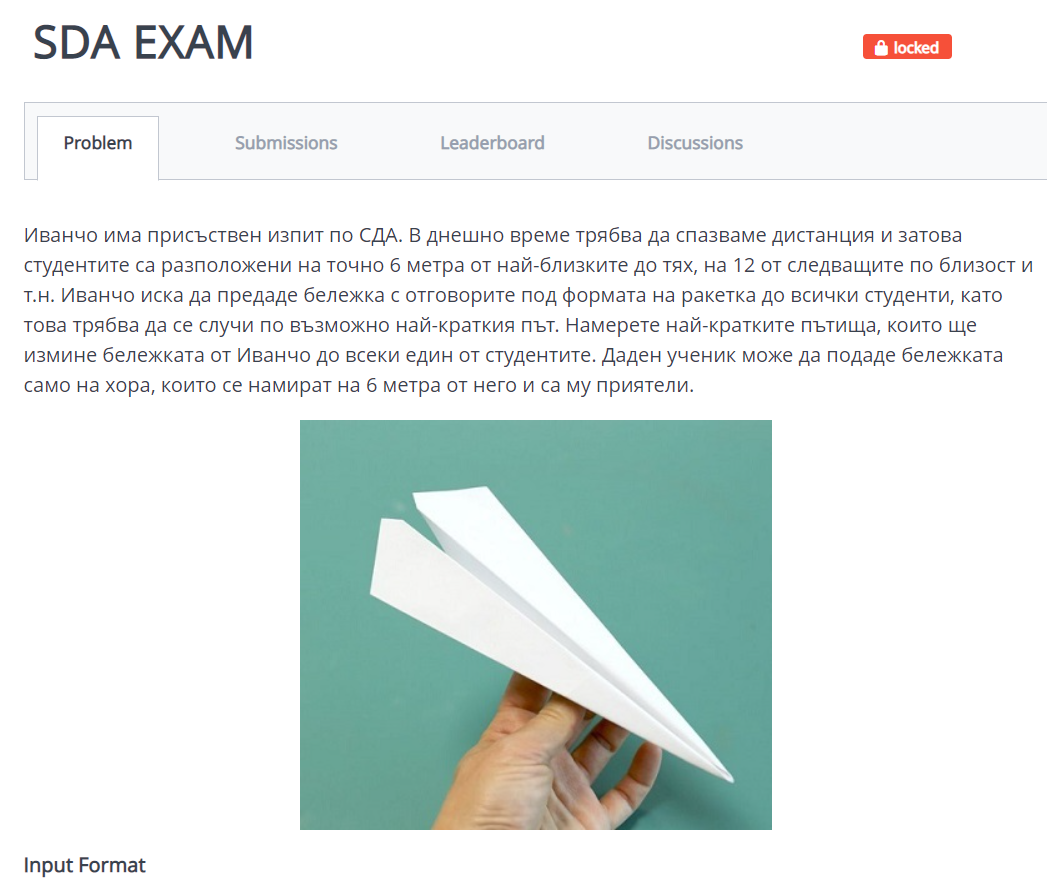 SDA EXAM
locked
Problem
Submissions
Leaderboard
Discussions
Иванчо има присъствен изпит по СДА. В днешно време трябва да спазваме дистанция и затова
студентите са разположени на точно 6 метра от най-близките до тях, на 12 от следващите по близост и
т.н. Иванчо иска да предаде бележка с отговорите под формата на ракетка до всички студенти, като
това трябва да се случи по възможно най-краткия път. Намерете най-кратките пътища, които ще
измине бележката от Иванчо до всеки един от студентите. Даден ученик може да подаде бележката
само на хора, които се намират на 6 метра от него и са му приятели.
Input Format